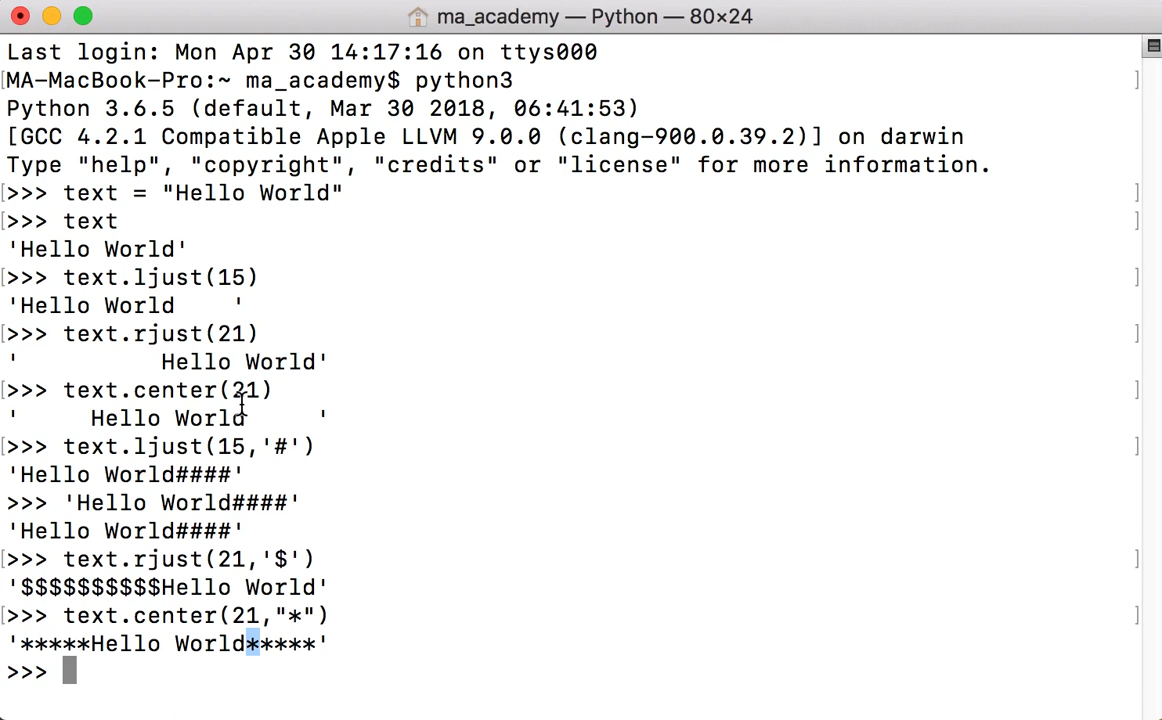 ma_academy — Python — 80×24
Last login: Mon Apr 30 14:17:16 on ttys000
[MA-MacBook-Pro:~ ma_academy$ python3 ]
Python 3.6.5 (default, Mar 30 2018, 06:41:53)
[GCC 4.2.1 Compatible Apple LLVM 9.0.0 (clang-900.0.39.2)] on darwin
Type "help", "copyright", "credits" or "license" for more information.
[>>> text = "Hello World" ]
[>>> text ]
'Hello World'
[>>> text.ljust(15) ]
'Hello World    '
[>>> text.rjust(21) ]
'          Hello World'
[>>> text.center(21) ]
'     Hello World     '
[>>> text.ljust(15,'#') ]
'Hello World####'
>>> 'Hello World####'
'Hello World####'
[>>> text.rjust(21,'$') ]
'$$$$$$$$$$Hello World'
[>>> text.center(21,"*") ]
'*****Hello World*****'
>>>